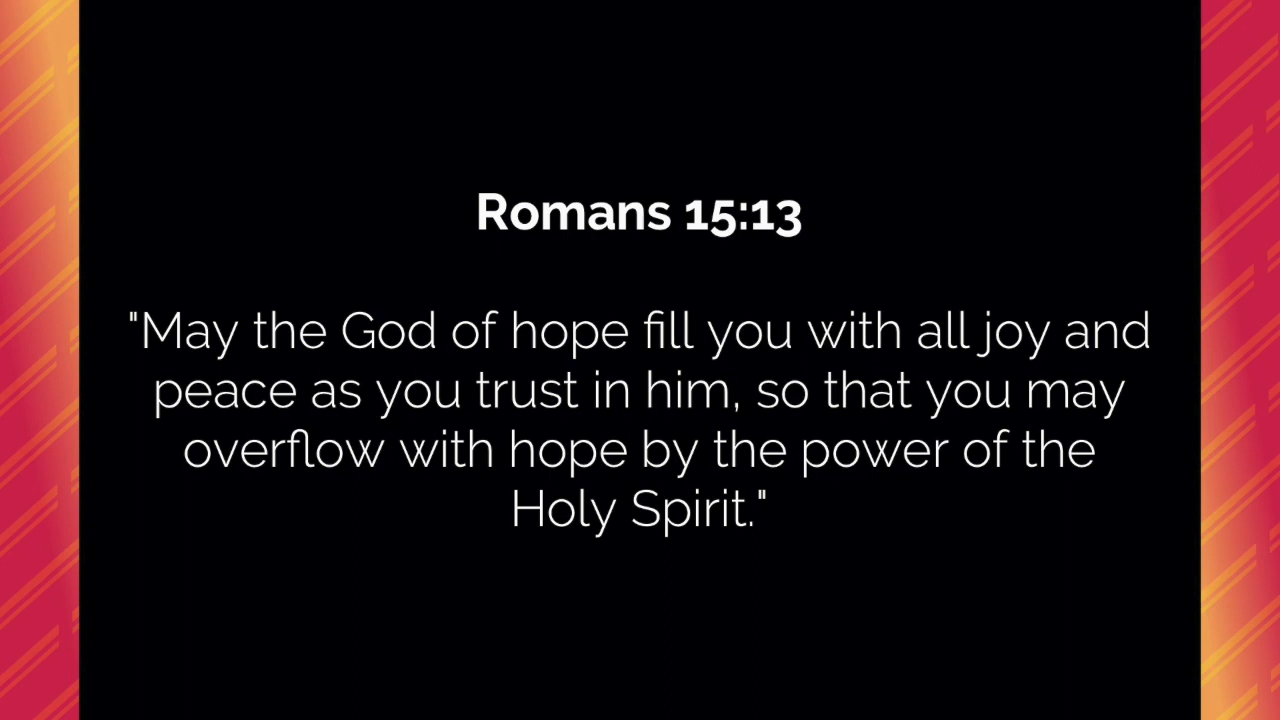 Romans 15:13
"May the God of hope fill you with all joy and
peace as you trust in him, so that you may
overflow with hope by the power of the
Holy Spirit."